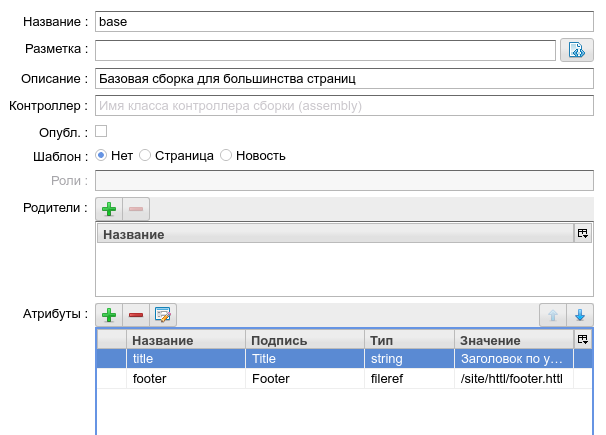 Название : base
Разметка :
Описание : Базовая сборка для большинства страниц
Контроллер : Имя класса контроллера сборки (assembly)
Опубл. :
Шаблон : Нет Страница Новость
Роли :
Родители :
Название
Атрибуты :
Название Подпись Тип Значение
title Title string Заголовок по у…
footer Footer fileref /site/httl/footer.httl